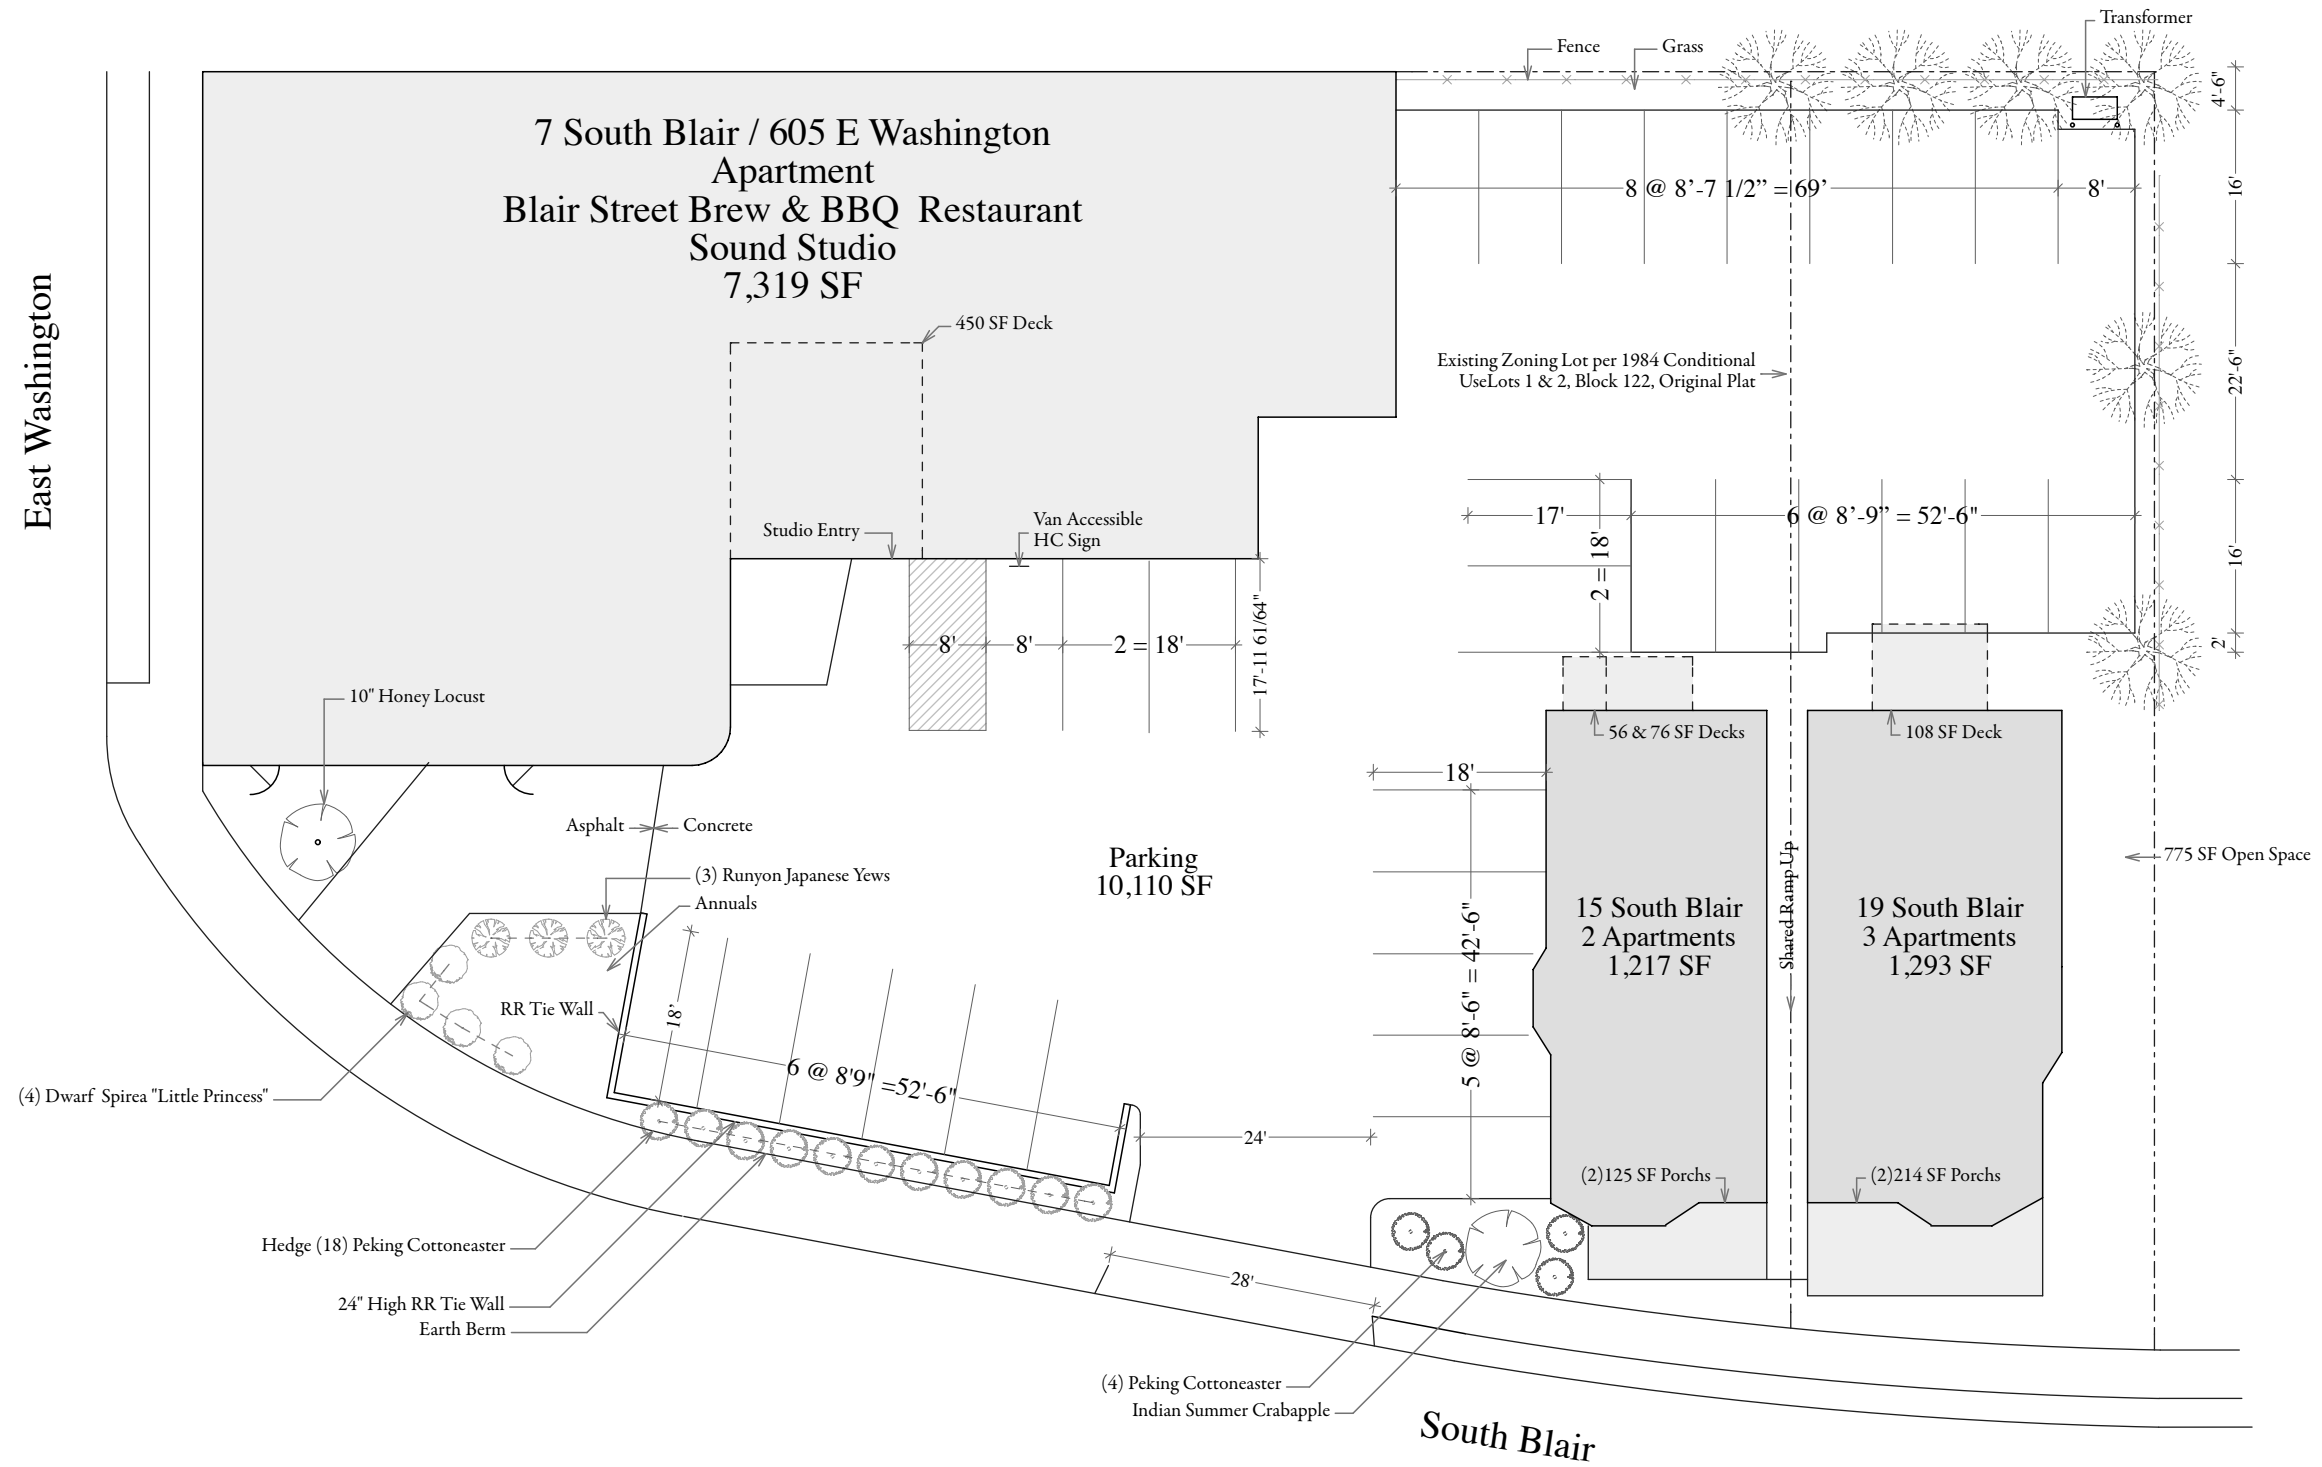 Transformer
Fence
Grass
4'-6"
7 South Blair / 605 E Washington
Apartment
Blair Street Brew & BBQ Restaurant
Sound Studio
7,319 SF
8 @ 8’-7 1/2” = 69’
8'
16'
East Washington
450 SF Deck
Existing Zoning Lot per 1984 Conditional
UseLots 1 & 2, Block 122, Original Plat
22'-6"
Studio Entry
Van Accessible
HC Sign
17'
2 = 18'
6 @ 8’-9” = 52'-6"
16'
8'
8'
2 = 18'
17'-11 61/64"
2'
10" Honey Locust
56 & 76 SF Decks
108 SF Deck
18'
Asphalt
Concrete
Parking
10,110 SF
775 SF Open Space
(3) Runyon Japanese Yews
Annuals
5 @ 8'-6" = 42'-6"
15 South Blair
2 Apartments
1,217 SF
Shared Ramp Up
19 South Blair
3 Apartments
1,293 SF
RR Tie Wall
18'
6 @ 8'9" =52'-6"
(4) Dwarf Spirea "Little Princess"
24'
(2)125 SF Porchs
(2)214 SF Porchs
Hedge (18) Peking Cottoneaster
28'
24" High RR Tie Wall
Earth Berm
(4) Peking Cottoneaster
Indian Summer Crabapple
South Blair